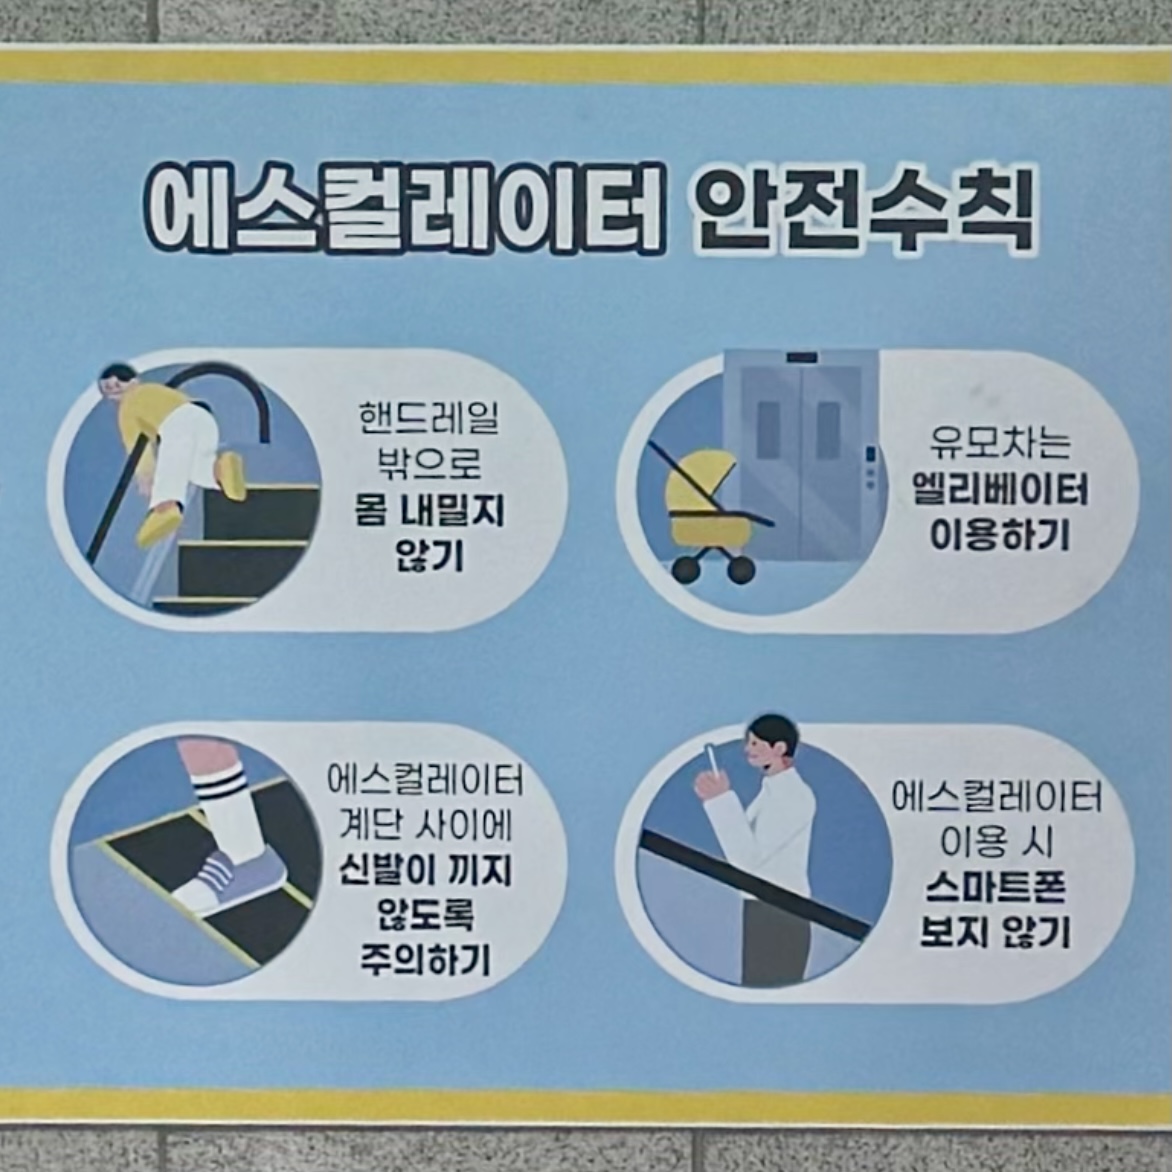 에스컬레이터 안전수칙
핸드레일
밖으로
몸 내밀지
않기
유모차는
엘리베이터
이용하기
에스컬레이터
계단 사이에
신발이 끼지
않도록
주의하기
에스컬레이터
이용 시
스마트폰
보지 않기